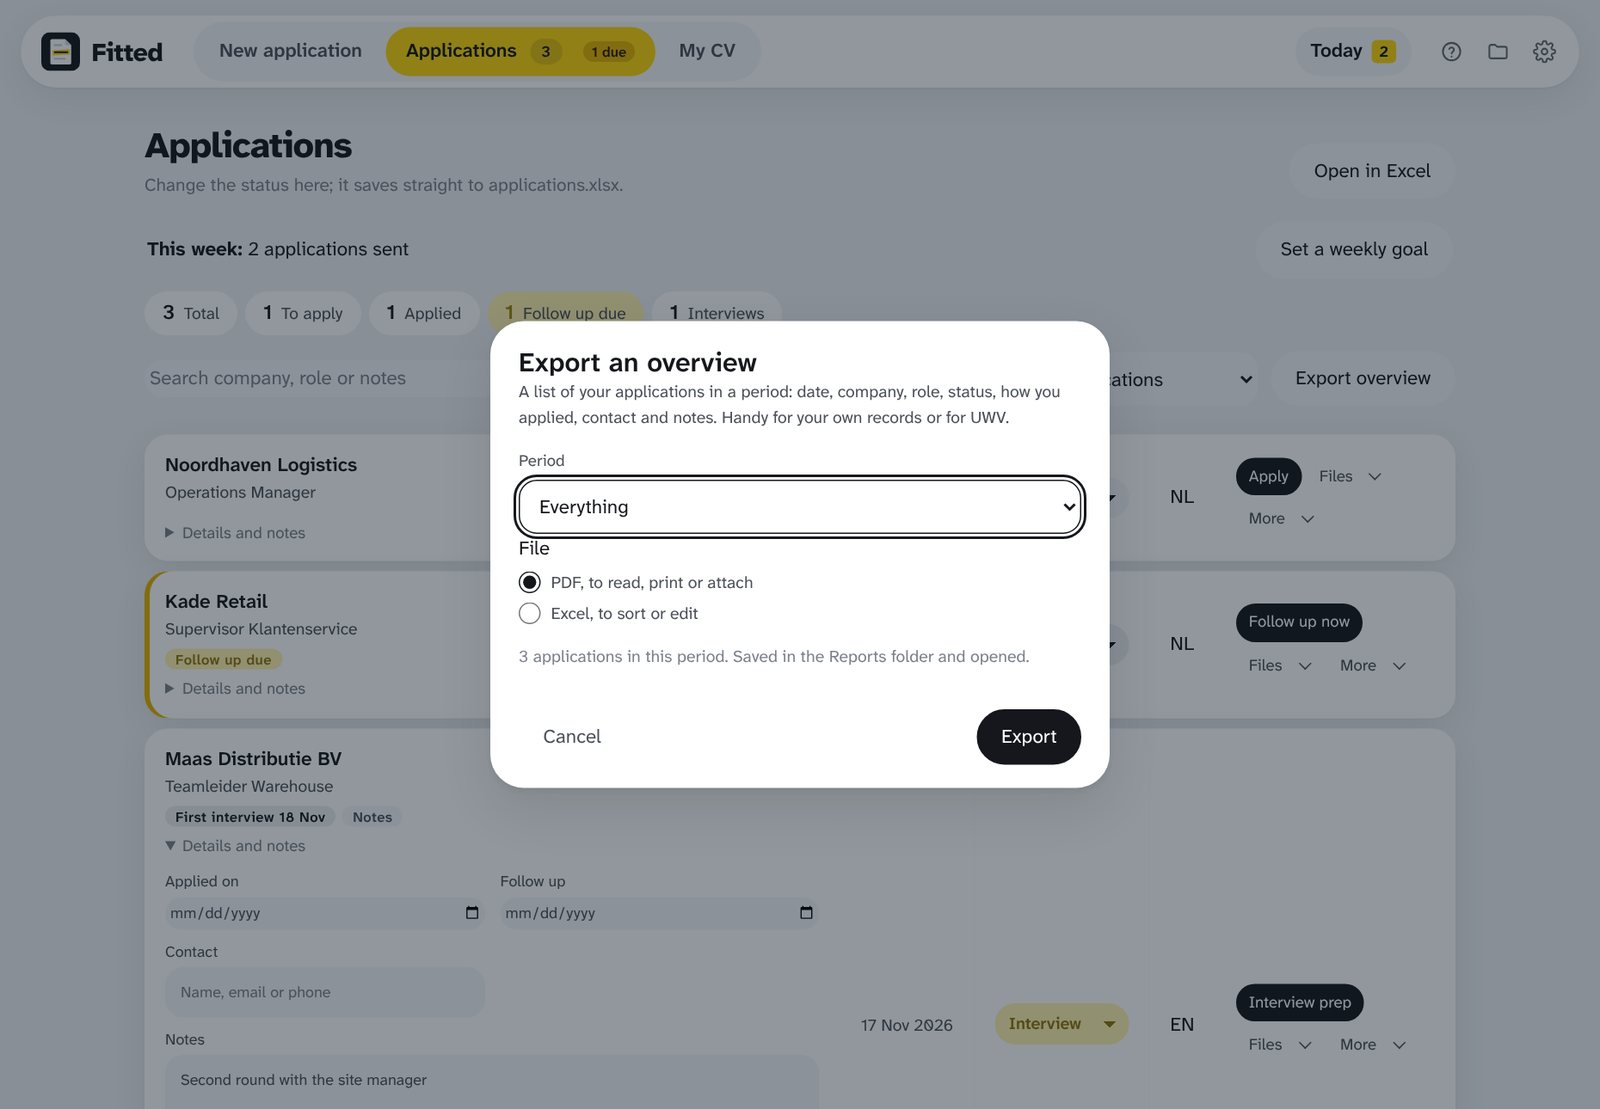 Fitted
New application
Applications 3 1 due
My CV
Today 2
Applications
Change the status here; it saves straight to applications.xlsx.
Open in Excel
This week: 2 applications sent
Set a weekly goal
3 Total
1 To apply
1 Applied
1 Follow up due
1 Interviews
Search company, role or notes
Export overview
Export an overview
A list of your applications in a period: date, company, role, status, how you
applied, contact and notes. Handy for your own records or for UWV.
Period
Everything
File
PDF, to read, print or attach
Excel, to sort or edit
3 applications in this period. Saved in the Reports folder and opened.
Cancel
Export
Noordhaven Logistics
Operations Manager
Details and notes
NL
Apply
Files
More
Kade Retail
Supervisor Klantenservice
Follow up due
Details and notes
NL
Follow up now
Files
More
Maas Distributie BV
Teamleider Warehouse
First interview 18 Nov
Notes
Details and notes
Applied on
Follow up
mm/dd/yyyy
mm/dd/yyyy
Contact
Name, email or phone
Notes
Second round with the site manager
17 Nov 2026
Interview
EN
Interview prep
Files
More